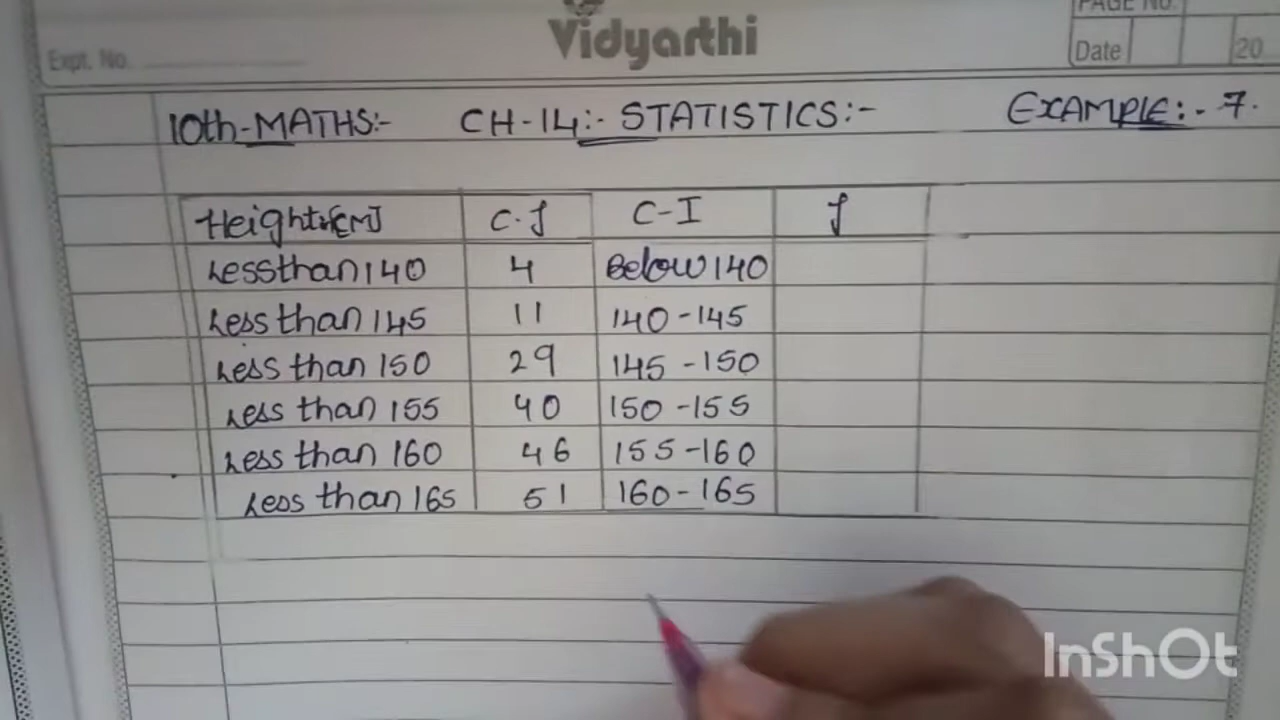 Vidyarthi
PAGE No.
Expt. No.
Date 20
10th-MATHS:- CH-14:- STATISTICS:- EXAMPLE:- 7.
Height[CM] C.f C-I f
Less than 140 4 Below 140
Less than 145 11 140-145
Less than 150 29 145-150
Less than 155 40 150-155
Less than 160 46 155-160
Less than 165 51 160-165
InShOt